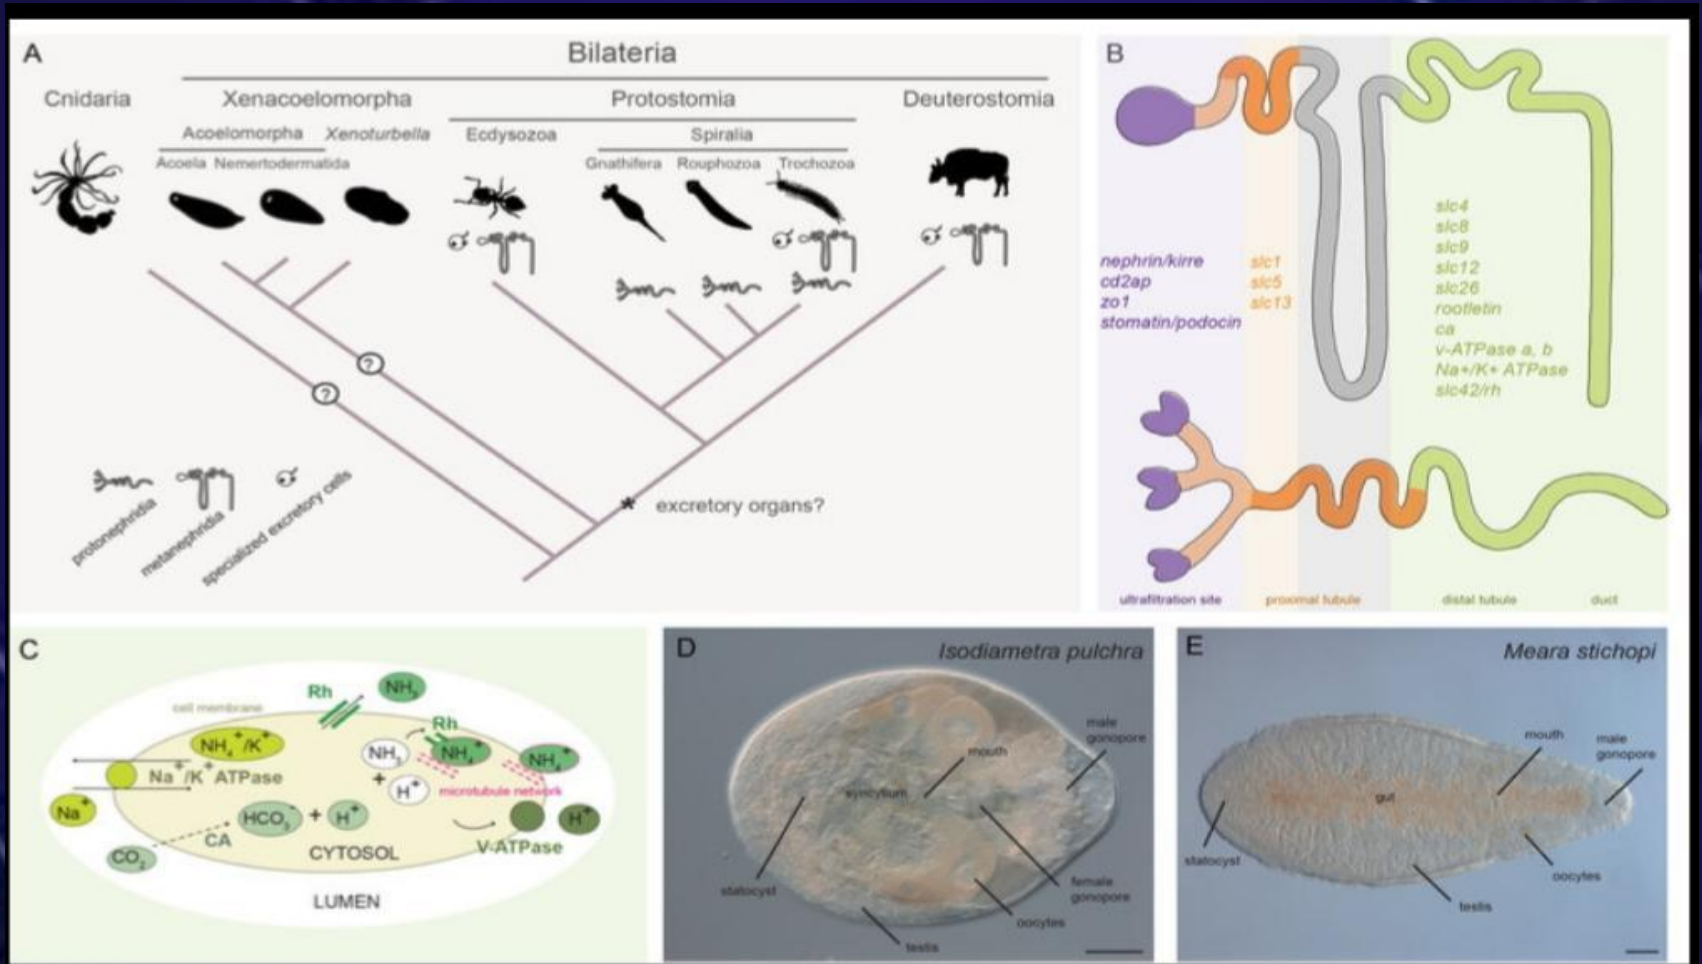 A
Bilateria
Cnidaria
Xenacoelomorpha
Protostomia
Deuterostomia
Acoelomorpha
Xenoturbella
Ecdysozoa
Spiralia
Acoela
Nemertodermatida
Gnathifera
Rouphozoa
Trochozoa
?
?
* excretory organs?
protonephridia
metanephridia
specialized excretory cells
B
nephrin/kirre
cd2ap
zo1
stomatin/podocin
slc1
slc5
slc13
slc4
slc8
slc9
slc12
slc26
rootletin
ca
v-ATPase a, b
Na+/K+ ATPase
slc42/rh
ultrafiltration site
proximal tubule
distal tubule
duct
C
Rh
NH₃
cell membrane
NH₄⁺/K⁺
Rh
NH₃
NH₄⁺
NH₄⁺
Na⁺/K⁺ ATPase
+
H⁺
microtubule network
Na⁺
HCO₃⁻ + H⁺
H⁺
CA
V-ATPase
CO₂
CYTOSOL
LUMEN
D
Isodiametra pulchra
male
gonopore
mouth
syncytium
statocyst
female
gonopore
oocytes
testis
E
Meara stichopi
mouth
male
gonopore
gut
statocyst
oocytes
testis